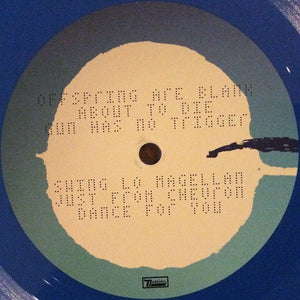 OFFSPRING ARE BLANK
ABOUT TO DIE
GUN HAS NO TRIGGER
SWING LO MAGELLAN
JUST FROM CHEVRON
DANCE FOR YOU